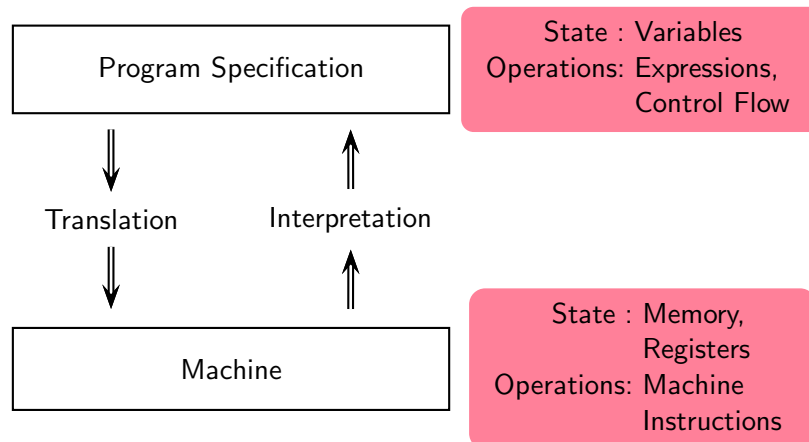 Program Specification
State : Variables
Operations: Expressions,
Control Flow
Translation
Interpretation
Machine
State : Memory,
Registers
Operations: Machine
Instructions